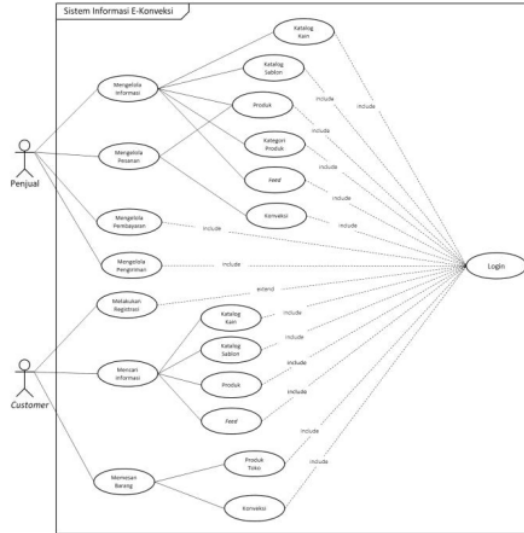 Sistem Informasi E-Konveksi
Katalog
Kain
Katalog
Sablon
Mengelola
Informasi
Produk
include
include
include
include
Kategori
Produk
include
Mengelola
Pesanan
Penjual
Feed
include
Konveksi
include
Mengelola
Pembayaran
include
Mengelola
Pengiriman
include
Login
Melakukan
Registrasi
extend
Katalog
Kain
include
Katalog
Sablon
include
Mencari
Informasi
Produk
include
Customer
Feed
include
Produk
Toko
include
Memesan
Barang
include
Konveksi